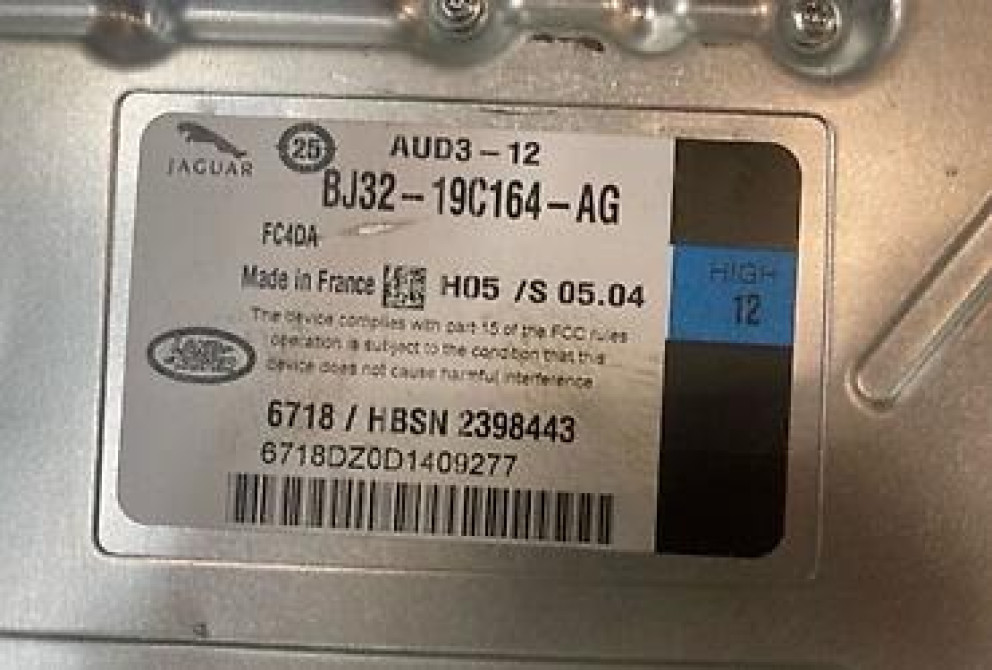 JAGUAR
25
AUD3-12
BJ32-19C164-AG
FC4DA
Made in France H05 /S 05.04
HIGH
12
The device complies with part 15 of the FCC rules
operation is subject to the condition that this
device does not cause harmful interference
LAND-
ROVER
6718 / HBSN 2398443
6718DZ0D1409277